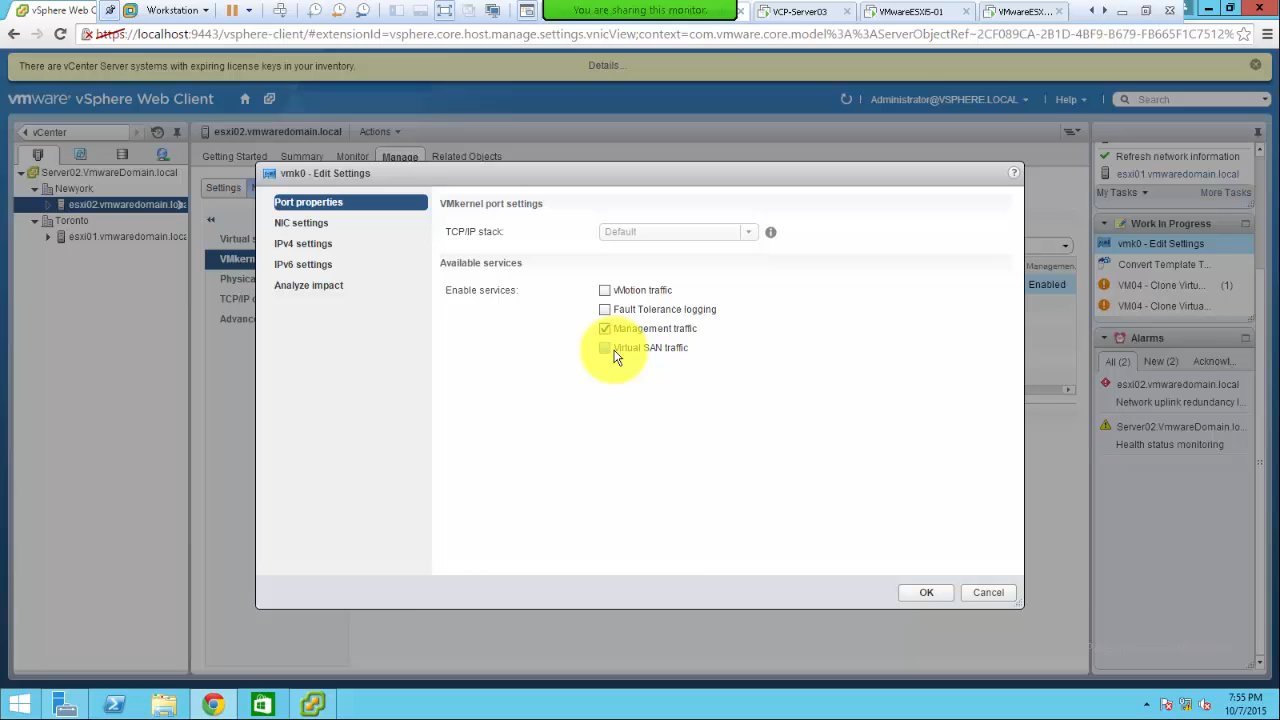 vSphere Web C
Workstation
You are sharing this monitor.
VCP-Server03
VMwareESXi5-01
VMwareESX...
https://localhost:9443/vsphere-client/#extensionId=vsphere.core.host.manage.settings.vnicView;context=com.vmware.core.model%3A%3AServerObjectRef~2CFB89CA-2B1D-4BF9-B679-FB665F1C7512%
There are vCenter Server systems with expiring license keys in your inventory.
Details...
vmware® vSphere Web Client
Administrator@VSPHERE.LOCAL
Help
Search
vCenter
esxi02.vmwaredomain.local
Actions
Getting Started
Summary
Monitor
Manage
Related Objects
Server02.VmwareDomain.local
Newyork
esxi02.vmwaredomain.lo
Toronto
esxi01.vmwaredomain.loca
Settings
Virtual s
VMkern
Physica
TCP/IP c
Advanc
vmk0 - Edit Settings
Port properties
NIC settings
IPv4 settings
IPv6 settings
Analyze impact
VMkernel port settings
TCP/IP stack:
Default
Available services
Enable services:
vMotion traffic
Fault Tolerance logging
Management traffic
Virtual SAN traffic
OK
Cancel
Managemen.
Enabled
Refresh network information
esxi01.vmwaredomain.local
My Tasks
More Tasks
Work In Progress
vmk0 - Edit Settings
Convert Template T...
VM04 - Clone Virtu... (1)
VM04 - Clone Virtua...
Alarms
All (2)
New (2)
Acknowl...
esxi02.vmwaredomain.local
Network uplink redundancy l...
Server02.VmwareDomain.lo...
Health status monitoring
7:55 PM
10/7/2015